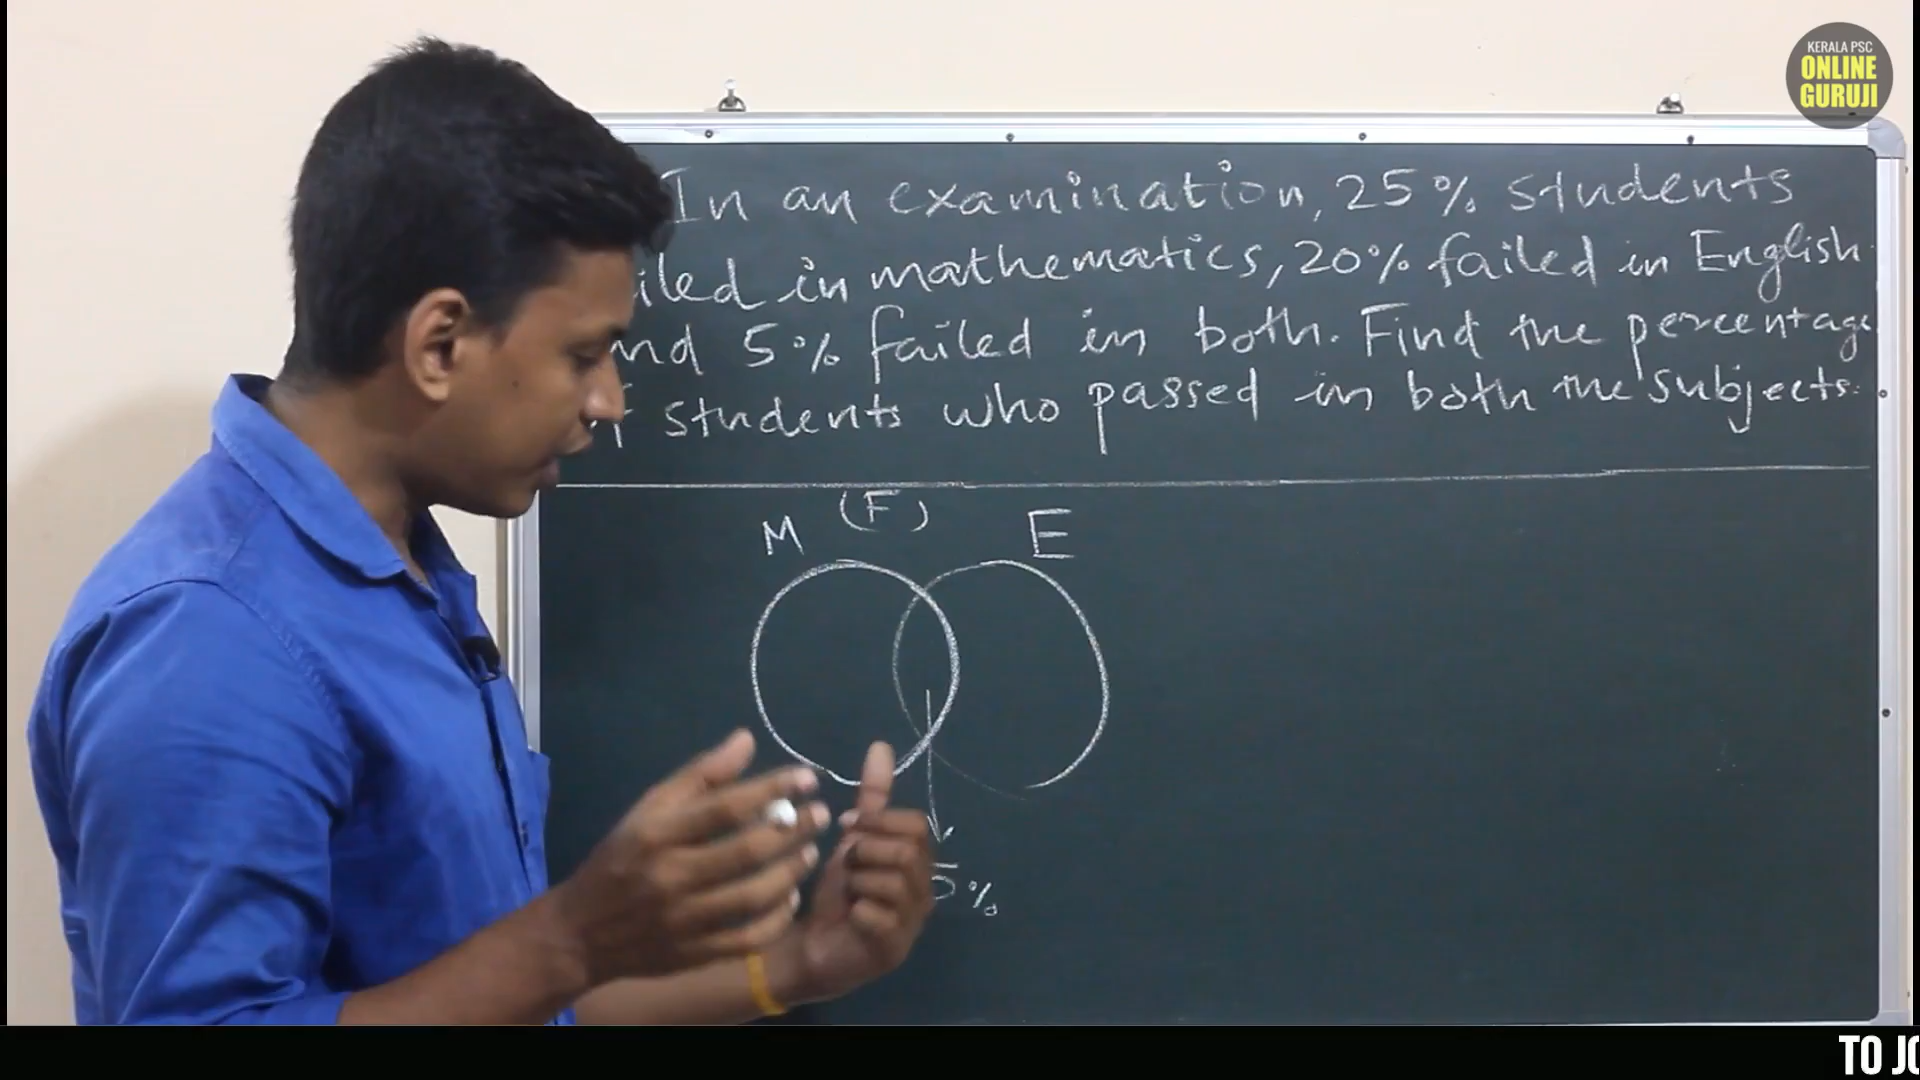 KERALA PSC
ONLINE
GURUJI
In an examination, 25% students
iled in mathematics, 20% failed in English
nd 5% failed in both. Find the percentage
f students who passed in both the subjects.
M (F) E
5%
TO JO